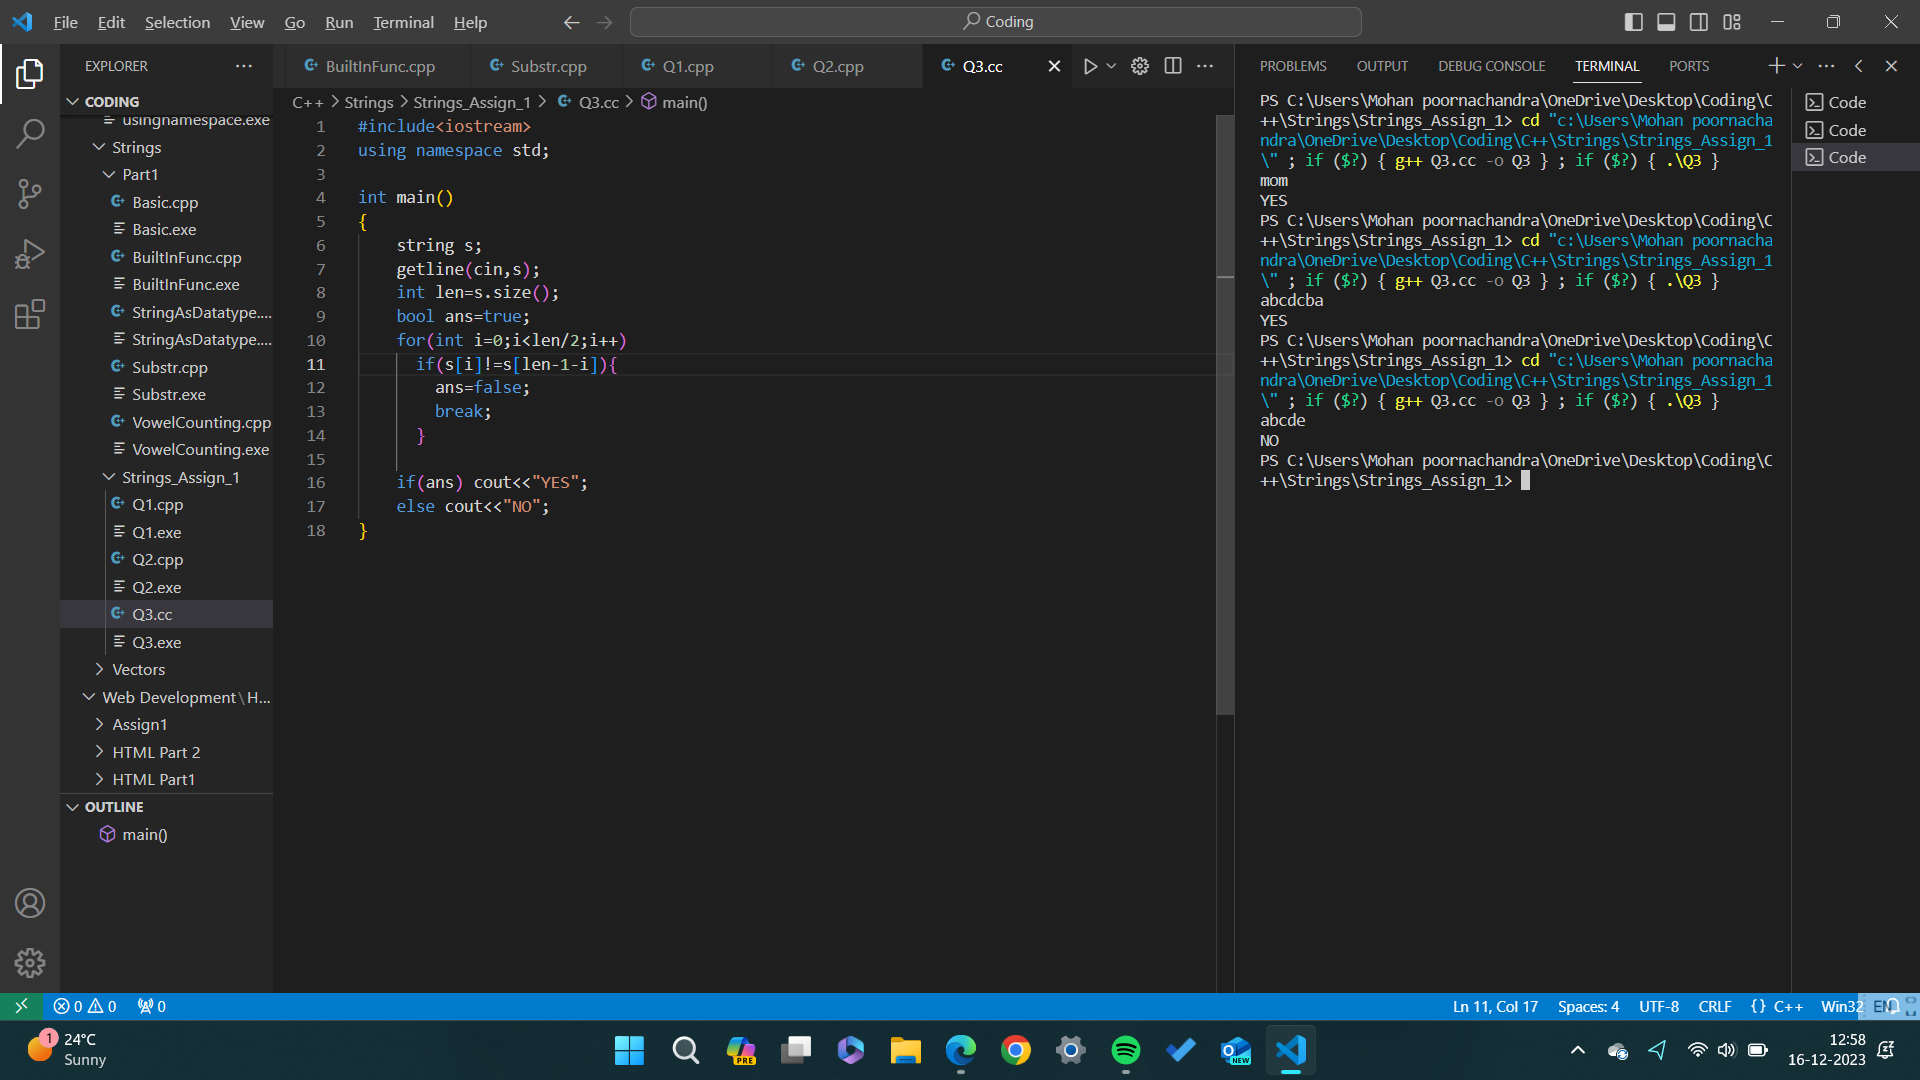 File Edit Selection View Go Run Terminal Help
Coding
EXPLORER
CODING
usingnamespace.exe
Strings
Part1
Basic.cpp
Basic.exe
BuiltInFunc.cpp
BuiltInFunc.exe
StringAsDatatype....
StringAsDatatype....
Substr.cpp
Substr.exe
VowelCounting.cpp
VowelCounting.exe
Strings_Assign_1
Q1.cpp
Q1.exe
Q2.cpp
Q2.exe
Q3.cc
Q3.exe
Vectors
Web Development\H...
Assign1
HTML Part 2
HTML Part1
OUTLINE
main()
BuiltInFunc.cpp Substr.cpp Q1.cpp Q2.cpp Q3.cc
C++ > Strings > Strings_Assign_1 > Q3.cc > main()
1 #include<iostream>
2 using namespace std;
3
4 int main()
5 {
6 string s;
7 getline(cin,s);
8 int len=s.size();
9 bool ans=true;
10 for(int i=0;i<len/2;i++)
11 if(s[i]!=s[len-1-i]){
12 ans=false;
13 break;
14 }
15
16 if(ans) cout<<"YES";
17 else cout<<"NO";
18 }
PROBLEMS OUTPUT DEBUG CONSOLE TERMINAL PORTS
PS C:\Users\Mohan poornachandra\OneDrive\Desktop\Coding\C
++\Strings\Strings_Assign_1> cd "c:\Users\Mohan poornacha
ndra\OneDrive\Desktop\Coding\C++\Strings\Strings_Assign_1
\" ; if ($?) { g++ Q3.cc -o Q3 } ; if ($?) { .\Q3 }
mom
YES
PS C:\Users\Mohan poornachandra\OneDrive\Desktop\Coding\C
++\Strings\Strings_Assign_1> cd "c:\Users\Mohan poornacha
ndra\OneDrive\Desktop\Coding\C++\Strings\Strings_Assign_1
\" ; if ($?) { g++ Q3.cc -o Q3 } ; if ($?) { .\Q3 }
abcdcba
YES
PS C:\Users\Mohan poornachandra\OneDrive\Desktop\Coding\C
++\Strings\Strings_Assign_1> cd "c:\Users\Mohan poornacha
ndra\OneDrive\Desktop\Coding\C++\Strings\Strings_Assign_1
\" ; if ($?) { g++ Q3.cc -o Q3 } ; if ($?) { .\Q3 }
abcde
NO
PS C:\Users\Mohan poornachandra\OneDrive\Desktop\Coding\C
++\Strings\Strings_Assign_1>
Code
Code
Code
0 0 0 Ln 11, Col 17 Spaces: 4 UTF-8 CRLF {} C++ Win32 EN
1
24°C
Sunny
PRE
NEW
12:58
16-12-2023